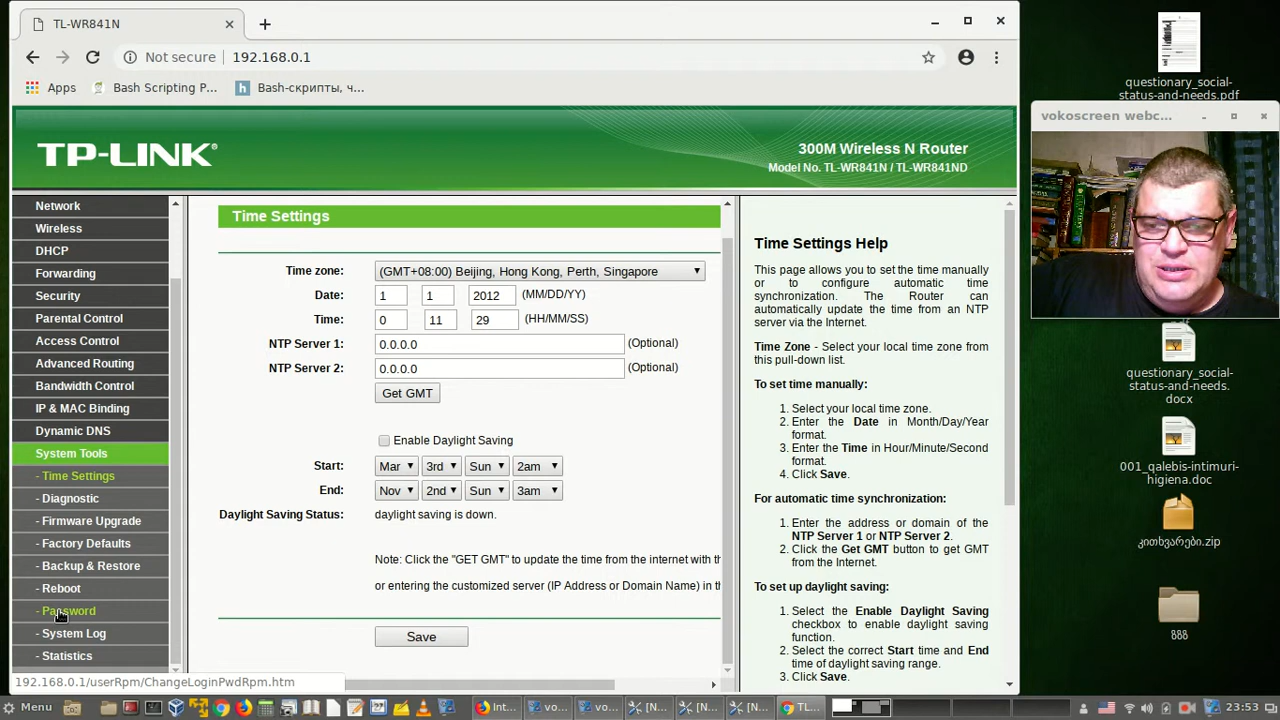 TL-WR841N
Not secure
192.168.0.1
Apps
Bash Scripting P...
Bash-скрипты, ч...
TP-LINK®
300M Wireless N Router
Model No. TL-WR841N / TL-WR841ND
Network
Wireless
DHCP
Forwarding
Security
Parental Control
Access Control
Advanced Routing
Bandwidth Control
IP & MAC Binding
Dynamic DNS
System Tools
- Time Settings
- Diagnostic
- Firmware Upgrade
- Factory Defaults
- Backup & Restore
- Reboot
- Password
- System Log
- Statistics
192.168.0.1/userRpm/ChangeLoginPwdRpm.htm
Time Settings
Time zone:
(GMT+08:00) Beijing, Hong Kong, Perth, Singapore
Date:
1 1 2012 (MM/DD/YY)
Time:
0 11 29 (HH/MM/SS)
NTP Server 1:
0.0.0.0 (Optional)
NTP Server 2:
0.0.0.0 (Optional)
Get GMT
Enable Daylight Saving
Start:
Mar 3rd Sun 2am
End:
Nov 2nd Sun 3am
Daylight Saving Status:
daylight saving is down.
Note: Click the "GET GMT" to update the time from the internet with th
or entering the customized server (IP Address or Domain Name) in th
Save
Time Settings Help
This page allows you to set the time manually
or to configure automatic time
synchronization. The Router can
automatically update the time from an NTP
server via the Internet.
Time Zone - Select your local time zone from
this pull-down list.
To set time manually:
1. Select your local time zone.
2. Enter the Date in Month/Day/Year
format.
3. Enter the Time in Hour/Minute/Second
format.
4. Click Save.
For automatic time synchronization:
1. Enter the address or domain of the
NTP Server 1 or NTP Server 2.
2. Click the Get GMT button to get GMT
from the Internet.
To set up daylight saving:
1. Select the Enable Daylight Saving
checkbox to enable daylight saving
function.
2. Select the correct Start time and End
time of daylight saving range.
3. Click Save.
questionary_social-
status-and-needs.pdf
vokoscreen webc...
questionary_social-
status-and-needs.
docx
001_qalebis-intimuri-
higiena.doc
კითხვარები.zip
ჭჭჭ
Menu
Int...
vo...
vo...
[N...
[N...
[N...
TL...
23:53